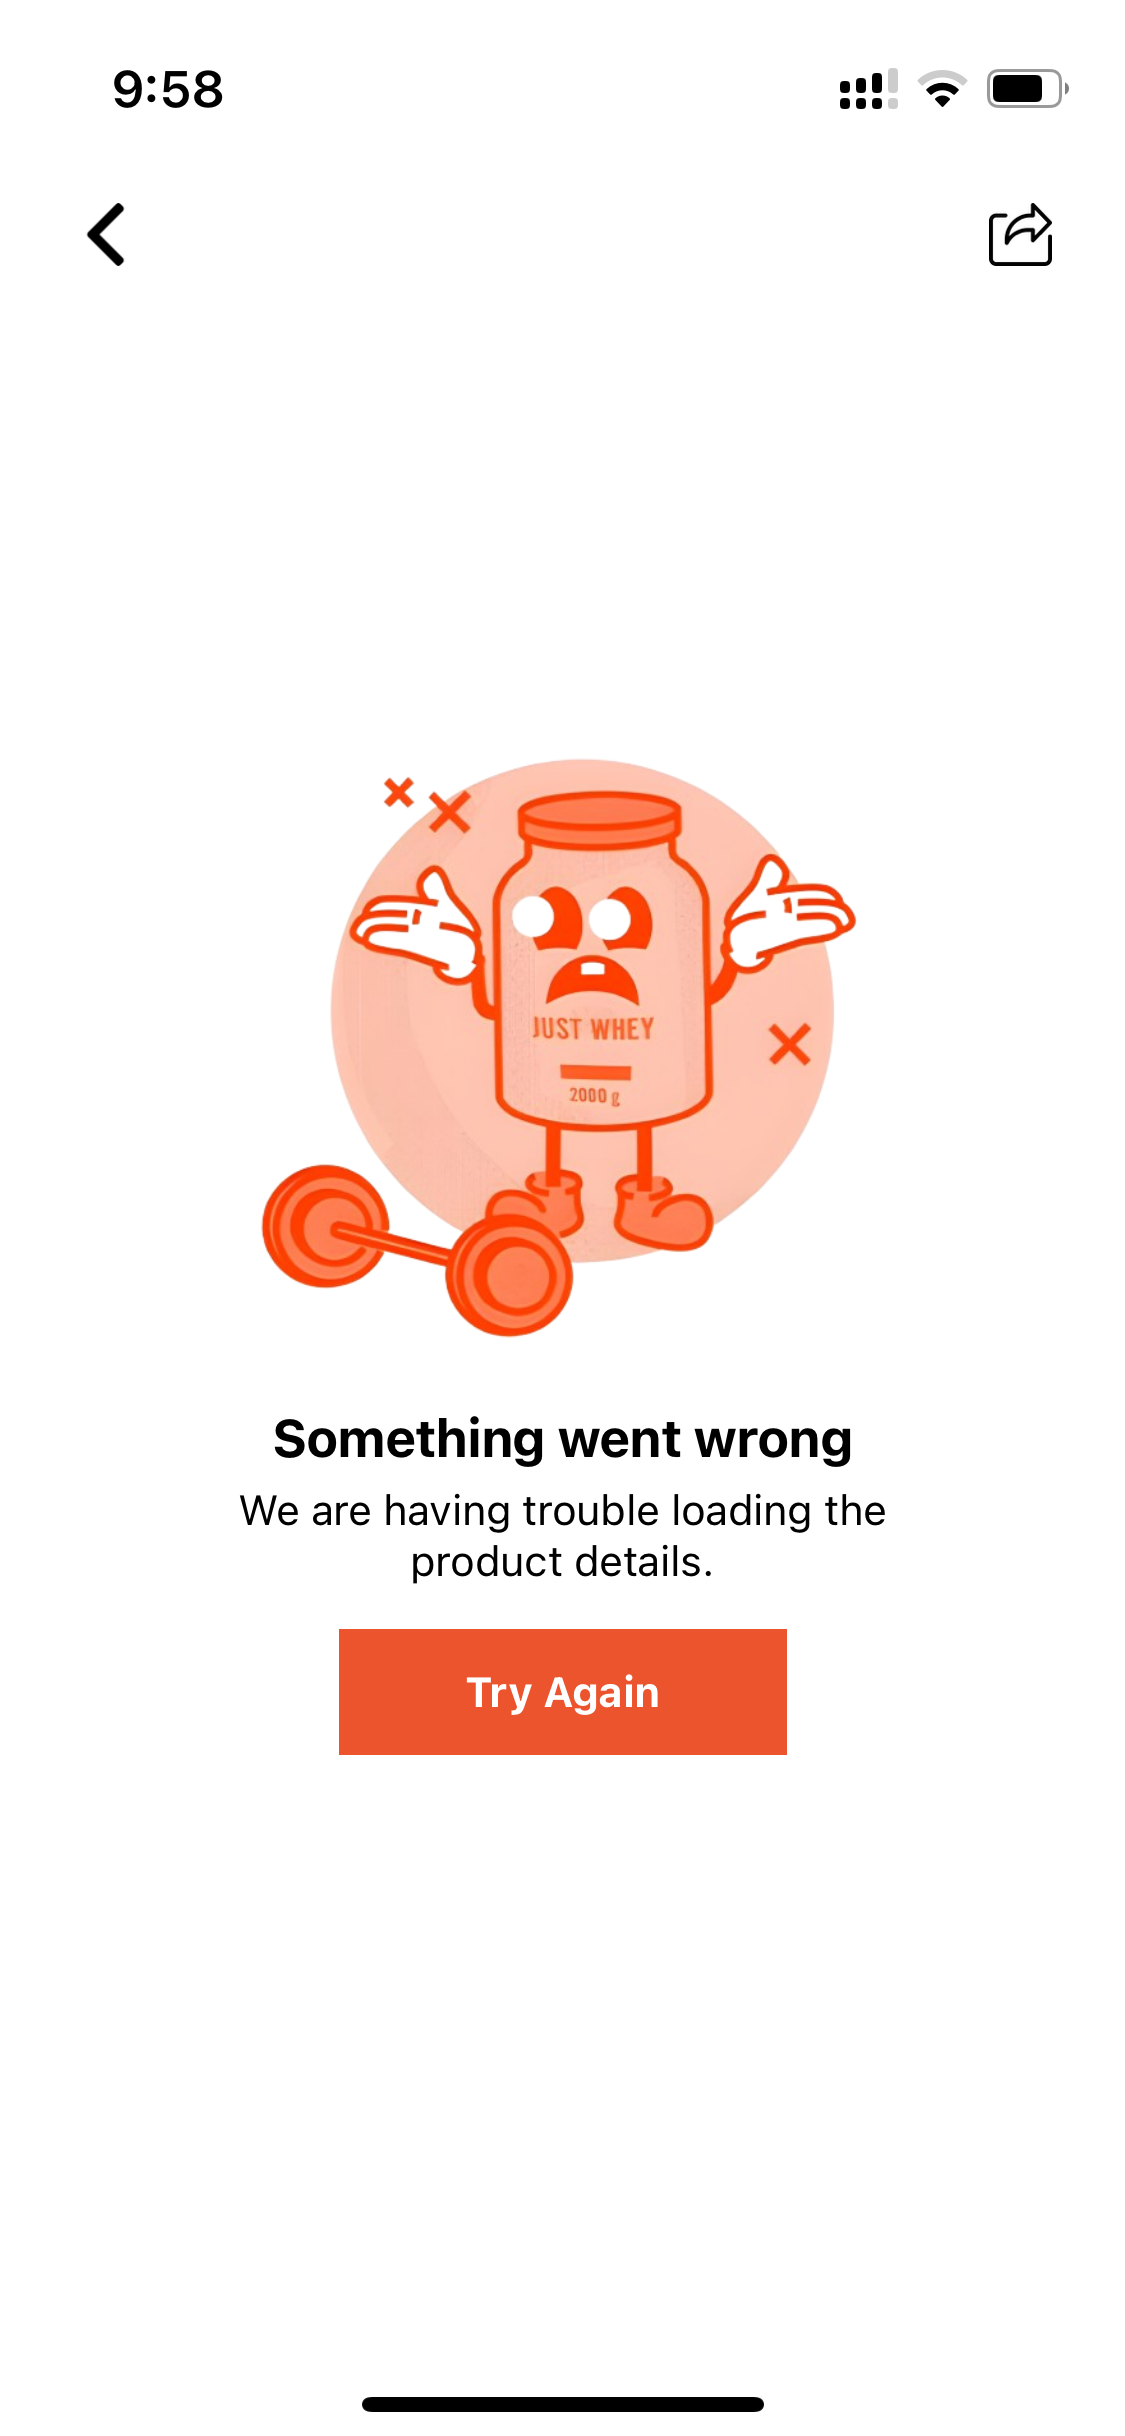 9:58
JUST WHEY
2000 g
Something went wrong
We are having trouble loading the
product details.
Try Again